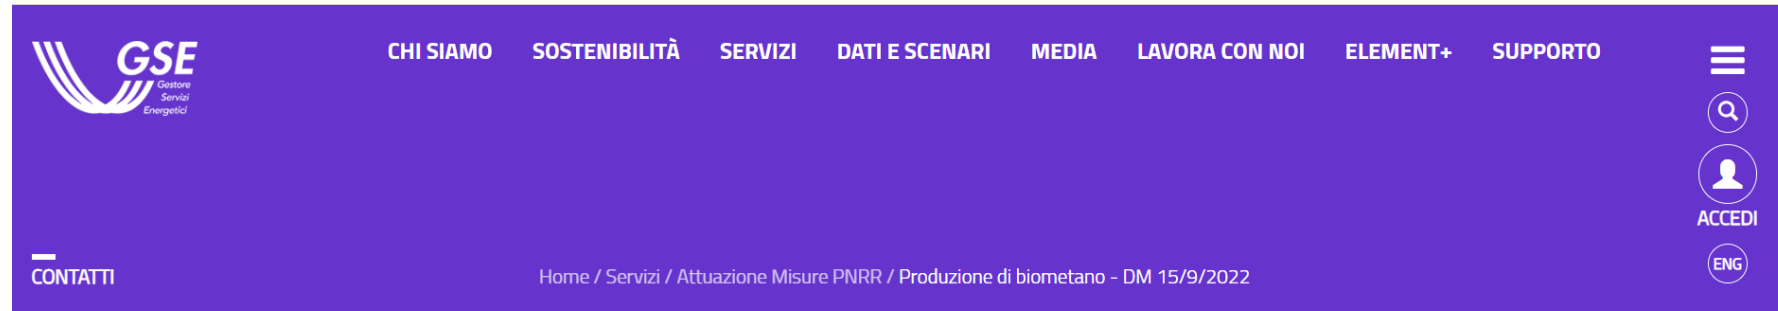 GSE
Gestore
Servizi
Energetici
CHI SIAMO SOSTENIBILITÀ SERVIZI DATI E SCENARI MEDIA LAVORA CON NOI ELEMENT+ SUPPORTO
ACCEDI
ENG
CONTATTI
Home / Servizi / Attuazione Misure PNRR / Produzione di biometano - DM 15/9/2022